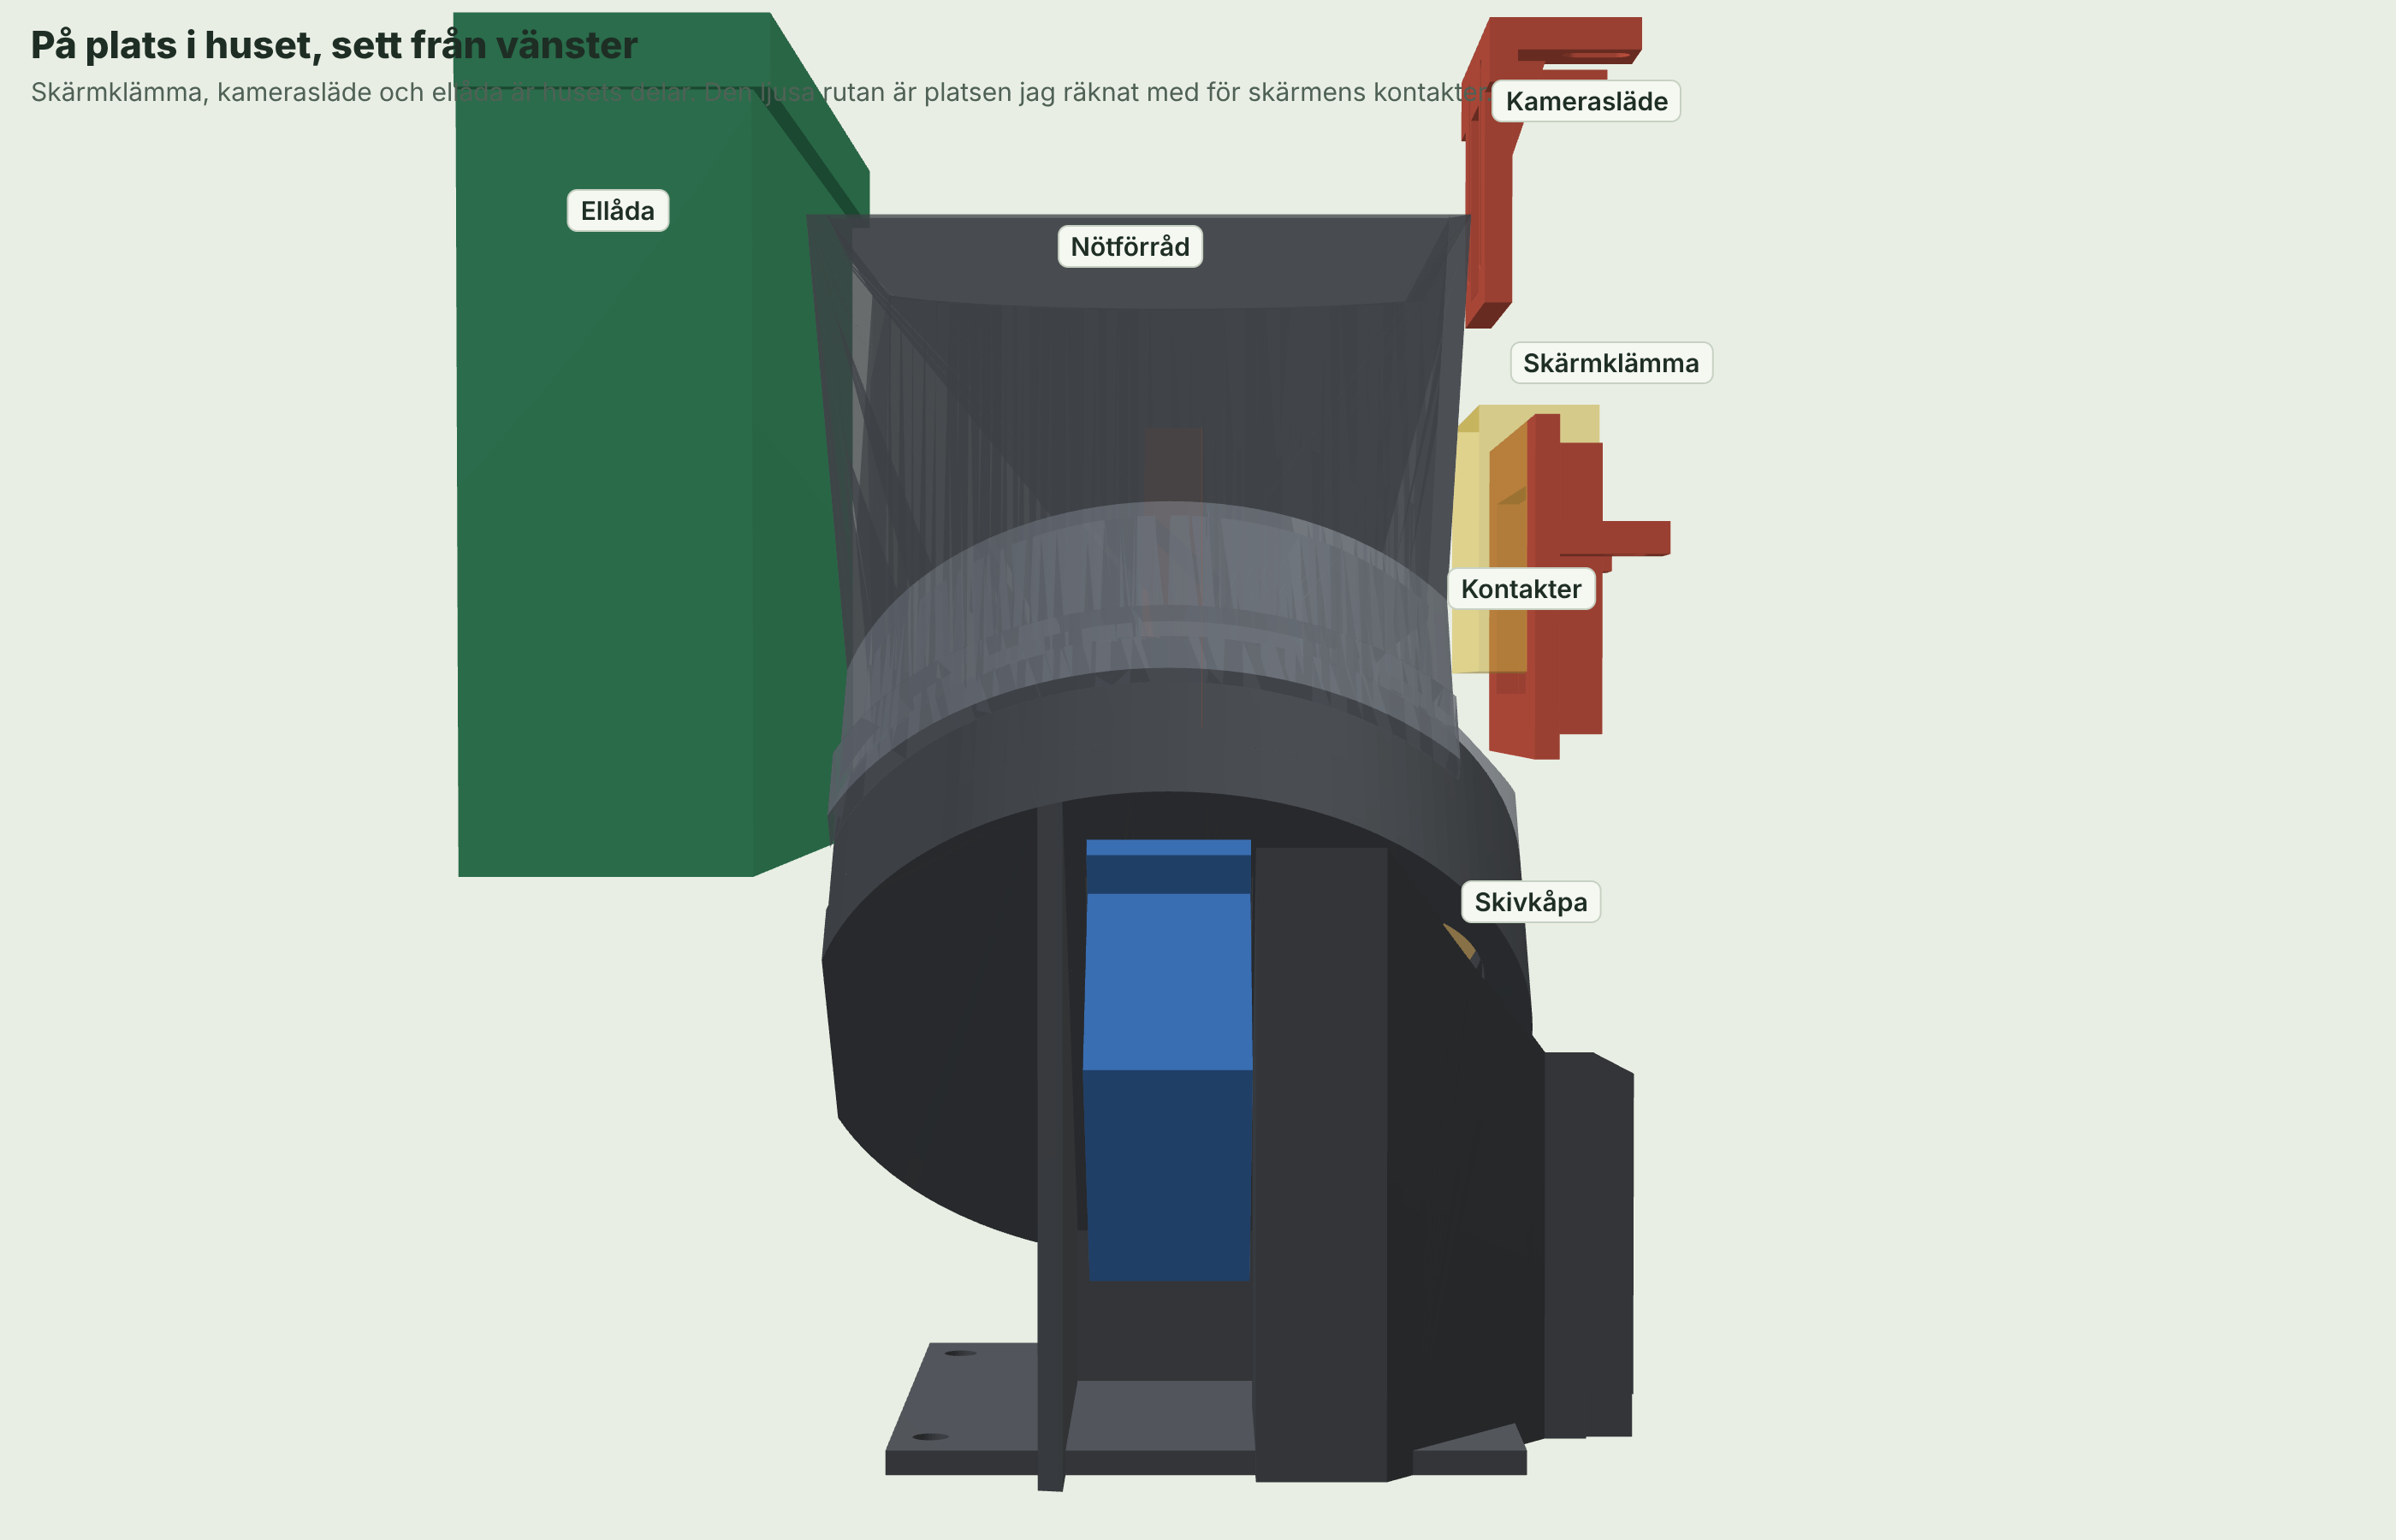 På plats i huset, sett från vänster
Skärmklämma, kamerasläde och ellåda är husets delar. Den ljusa rutan är platsen jag räknat med för skärmens kontakter.
Kamerasläde
Ellåda
Nötförråd
Skärmklämma
Kontakter
Skivkåpa